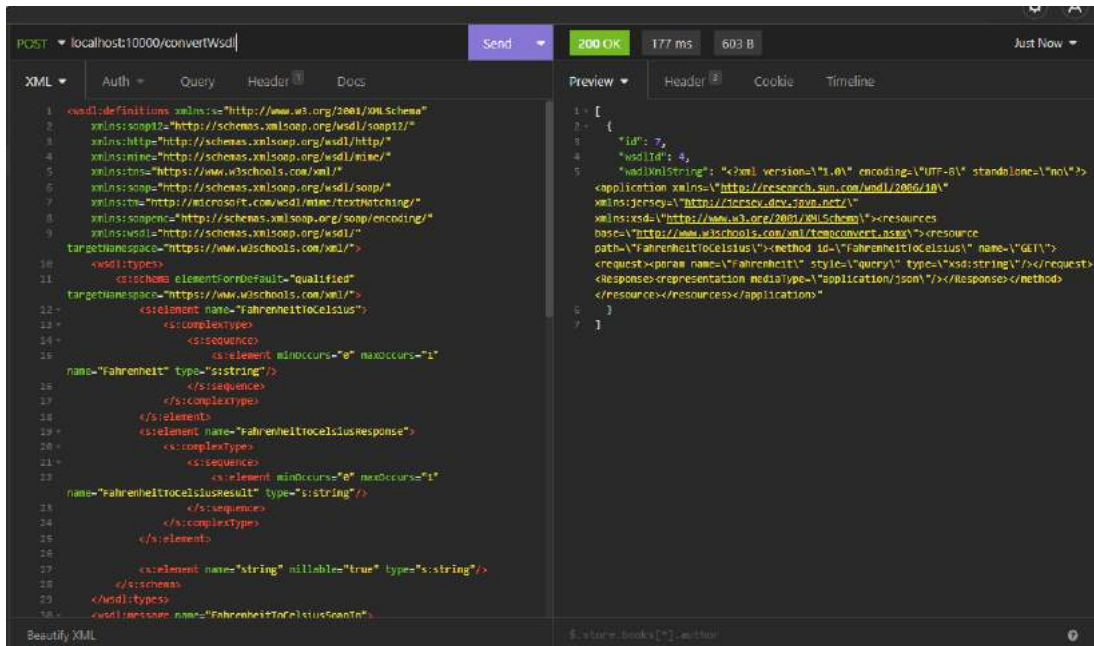 POST localhost:10000/convertWsdl Send
XML Auth Query Header 1 Docs
1 <wsdl:definitions xmlns:s="http://www.w3.org/2001/XMLSchema"
2 xmlns:soap12="http://schemas.xmlsoap.org/wsdl/soap12/"
3 xmlns:http="http://schemas.xmlsoap.org/wsdl/http/"
4 xmlns:mime="http://schemas.xmlsoap.org/wsdl/mime/"
5 xmlns:tns="https://www.w3schools.com/xml/"
6 xmlns:soap="http://schemas.xmlsoap.org/wsdl/soap/"
7 xmlns:tm="http://microsoft.com/wsdl/mime/textMatching/"
8 xmlns:soapenc="http://schemas.xmlsoap.org/soap/encoding/"
9 xmlns:wsdl="http://schemas.xmlsoap.org/wsdl/"
targetNamespace="https://www.w3schools.com/xml/">
10 <wsdl:types>
11 <s:schema elementFormDefault="qualified"
targetNamespace="https://www.w3schools.com/xml/">
12 <s:element name="FahrenheitToCelsius">
13 <s:complexType>
14 <s:sequence>
15 <s:element minOccurs="0" maxOccurs="1"
name="Fahrenheit" type="s:string"/>
16 </s:sequence>
17 </s:complexType>
18 </s:element>
19 <s:element name="FahrenheitToCelsiusResponse">
20 <s:complexType>
21 <s:sequence>
22 <s:element minOccurs="0" maxOccurs="1"
name="FahrenheitToCelsiusResult" type="s:string"/>
23 </s:sequence>
24 </s:complexType>
25 </s:element>
26
27 <s:element name="string" nillable="true" type="s:string"/>
28 </s:schema>
29 </wsdl:types>
30 <wsdl:message name="FahrenheitToCelsiusSoapIn">
Beautify XML
200 OK 177 ms 603 B Just Now
Preview Header 3 Cookie Timeline
1 [
2 {
3 "id": 7,
4 "wsdlId": 4,
5 "wadlXmlString": "<?xml version=\"1.0\" encoding=\"UTF-8\" standalone=\"no\"?>
<application xmlns=\"http://research.sun.com/wadl/2006/10\"
xmlns:jersey=\"http://jersey.dev.java.net/\"
xmlns:xsd=\"http://www.w3.org/2001/XMLSchema\"><resources
base=\"http://www.w3schools.com/xml/tempconvert.asmx\"><resource
path=\"FahrenheitToCelsius\"><method id=\"FahrenheitToCelsius\" name=\"GET\">
<request><param name=\"Fahrenheit\" style=\"query\" type=\"xsd:string\"/></request>
<Response><representation mediaType=\"application/json\"/></Response></method>
</resource></resources></application>"
6 }
7 ]
$.store.books[*].author